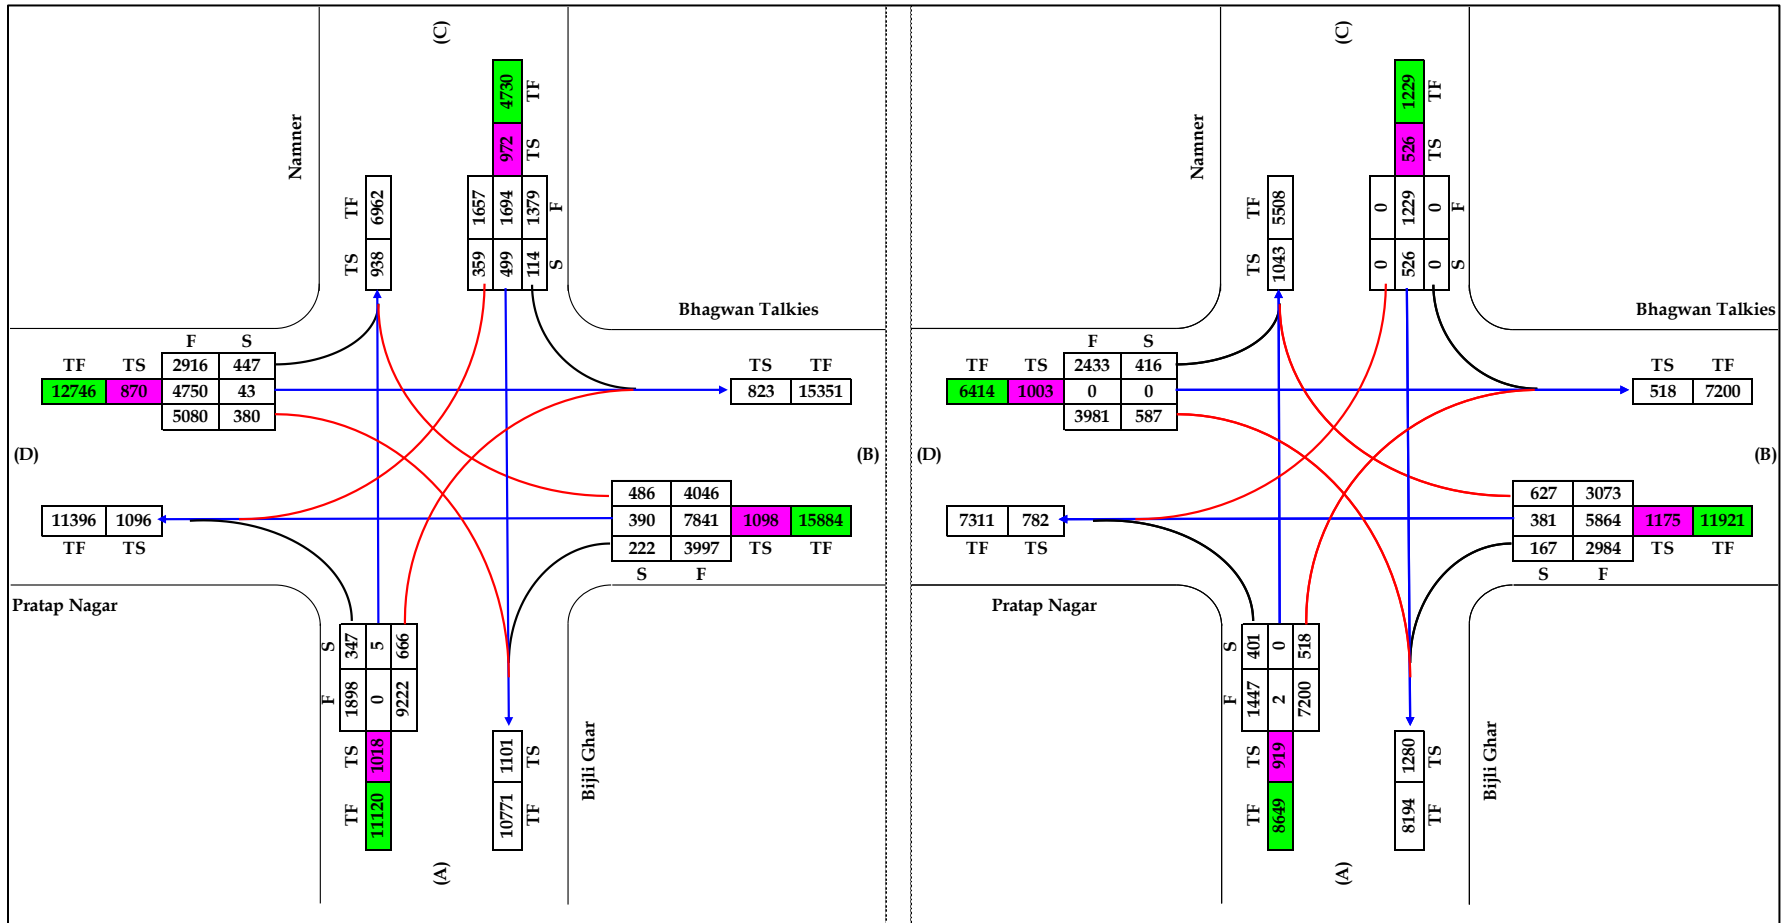 (C)
4730
TF
972
TS
Namner
TF
6962
1657
1694
1379
F
TS
938
359
499
114
S
Bhagwan Talkies
F S
TF TS 2916 447
12746 870 4750 43
5080 380
TS TF
823 15351
(D)
(B)
486 4046
11396 1096
390 7841 1098 15884
TF TS
222 3997 TS TF
S F
Pratap Nagar
S
347
5
666
F
1898
0
9222
TS
1018
1101
TS
TF
11120
10771
TF
Bijli Ghar
(A)
(C)
1229
TF
526
TS
Namner
TF
5508
0
1229
0
F
TS
1043
0
526
0
S
Bhagwan Talkies
F S
TF TS 2433 416
6414 1003 0 0
3981 587
TS TF
518 7200
(D)
(B)
627 3073
7311 782
381 5864 1175 11921
TF TS
167 2984 TS TF
S F
Pratap Nagar
S
401
0
518
F
1447
2
7200
TS
919
1280
TS
TF
8649
8194
TF
Bijli Ghar
(A)